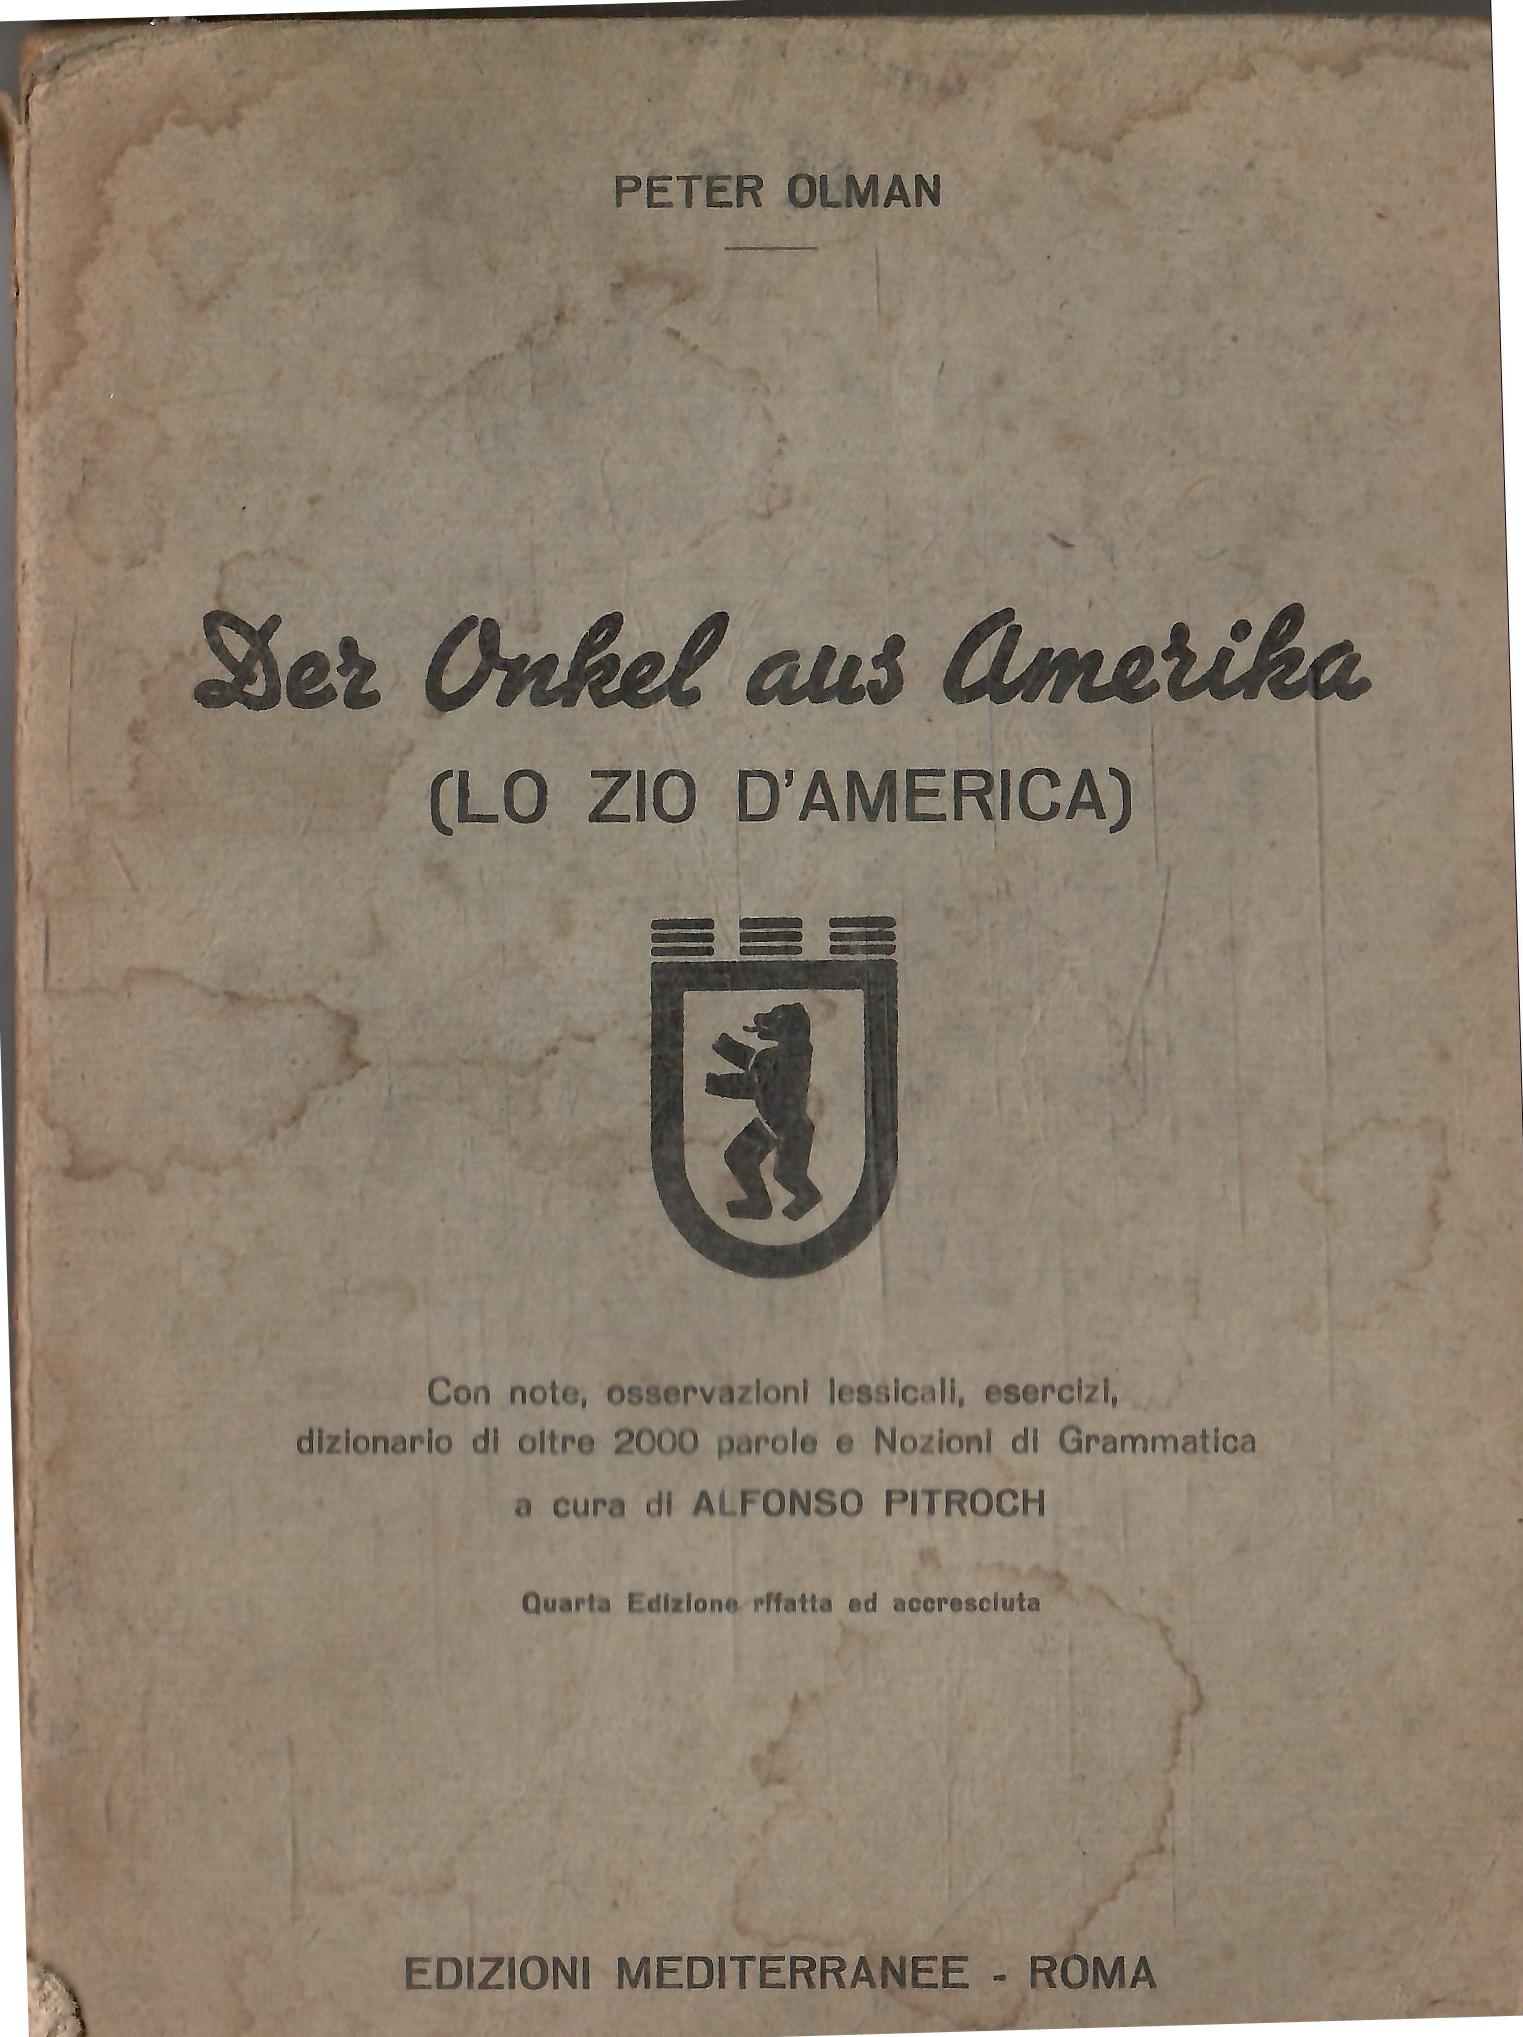 PETER OLMAN
Der Onkel aus Amerika
(LO ZIO D'AMERICA)
Con note, osservazioni lessicali, esercizi,
dizionario di oltre 2000 parole e Nozioni di Grammatica
a cura di ALFONSO PITROCH
Quarta Edizione rifatta ed accresciuta
EDIZIONI MEDITERRANEE - ROMA